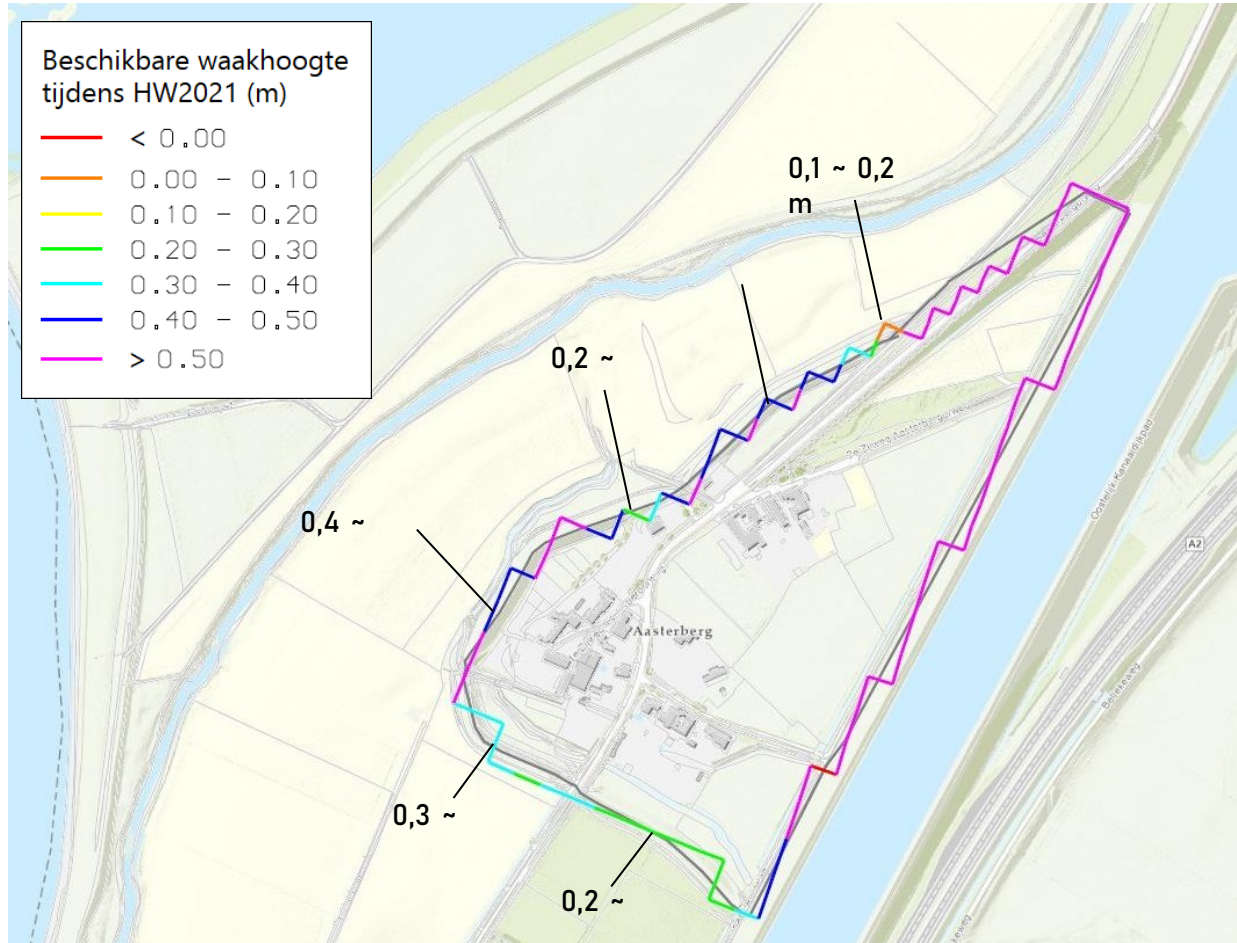 Beschikbare waakhoogte
tijdens HW2021 (m)
< 0.00
0.00 - 0.10
0.10 - 0.20
0.20 - 0.30
0.30 - 0.40
0.40 - 0.50
> 0.50
0,1 ~ 0,2
m
0,2 ~
0,4 ~
0,3 ~
0,2 ~
Aasterberg
Oostelijk Kanaaldijkpad
A2
Bellekeweg
keweg